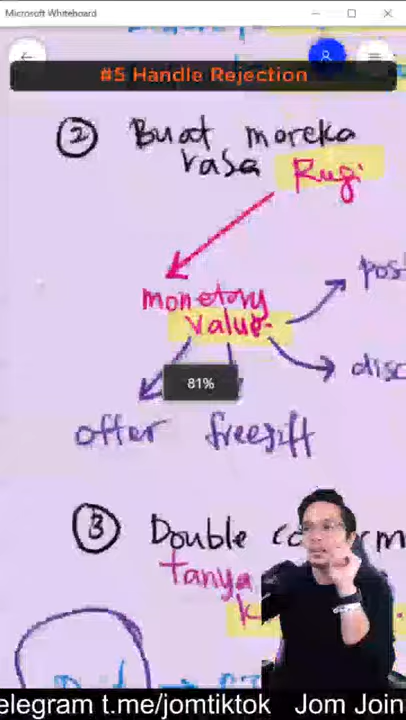 Microsoft Whiteboard
#5 Handle Rejection
2 Buat mereka
rasa Rugi
monetary
Value
pos
disc
81%
offer freegift
3 Double
tanya
k
elegram t.me/jomtiktok Jom Join